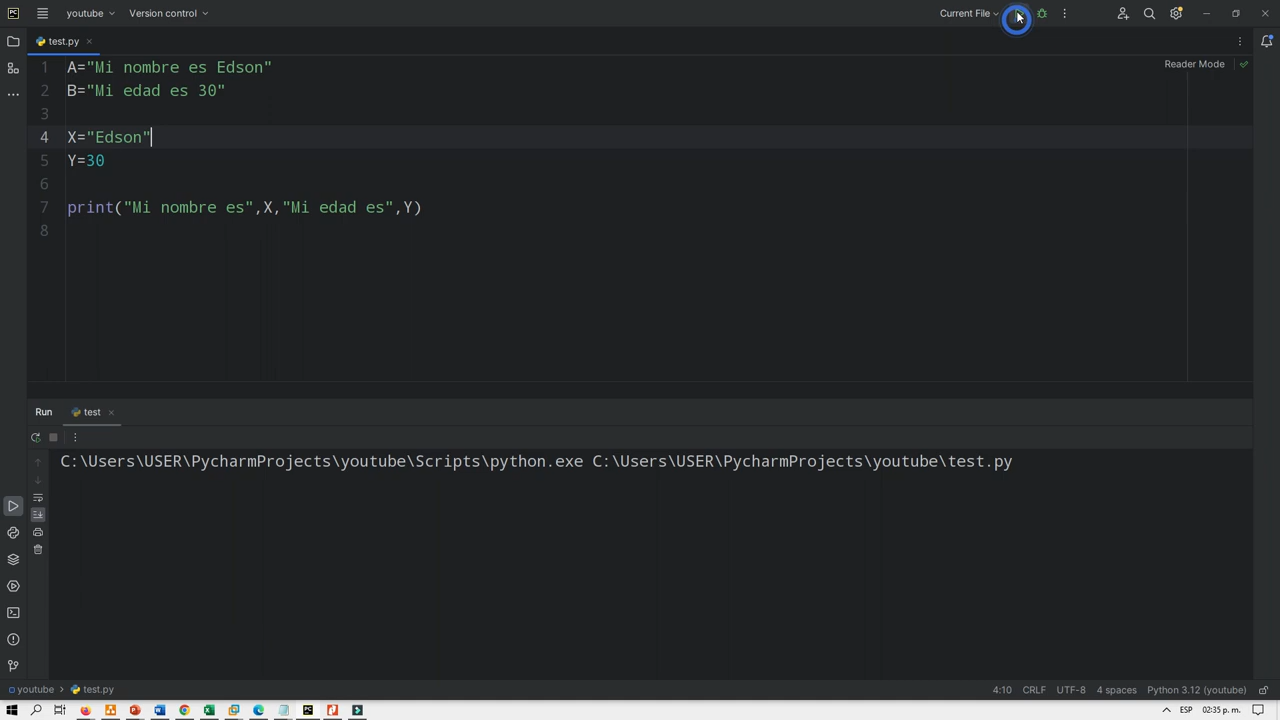 PC youtube Version control Current File
test.py
Reader Mode
1 A="Mi nombre es Edson"
2 B="Mi edad es 30"
3
4 X="Edson"
5 Y=30
6
7 print("Mi nombre es",X,"Mi edad es",Y)
8
Run test
C:\Users\USER\PycharmProjects\youtube\Scripts\python.exe C:\Users\USER\PycharmProjects\youtube\test.py
youtube > test.py 4:10 CRLF UTF-8 4 spaces Python 3.12 (youtube)
PC ESP 02:35 p. m.